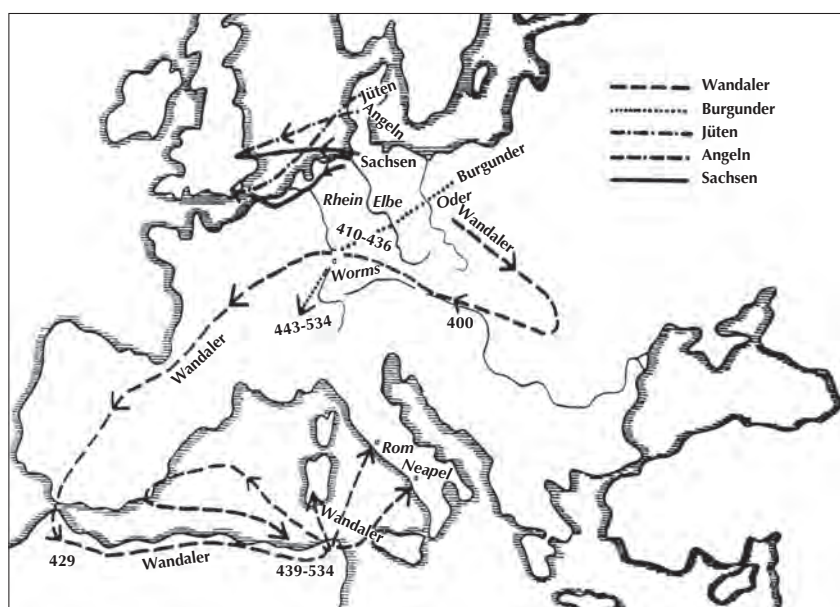 Jüten
Angeln
Sachsen
Wandaler
Burgunder
Jüten
Angeln
Sachsen
Burgunder
Rhein
Elbe
Oder
Wandaler
410-436
Worms
443-534
400
Wandaler
Rom
Neapel
Wandaler
429
Wandaler
439-534